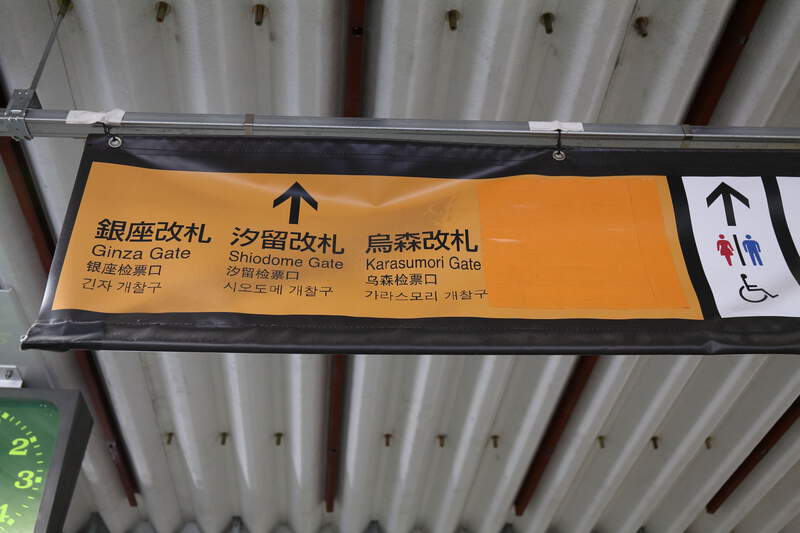 銀座改札
Ginza Gate
银座检票口
긴자 개찰구
汐留改札
Shiodome Gate
汐留检票口
시오도메 개찰구
烏森改札
Karasumori Gate
乌森检票口
가라스모리 개찰구
2
3
4